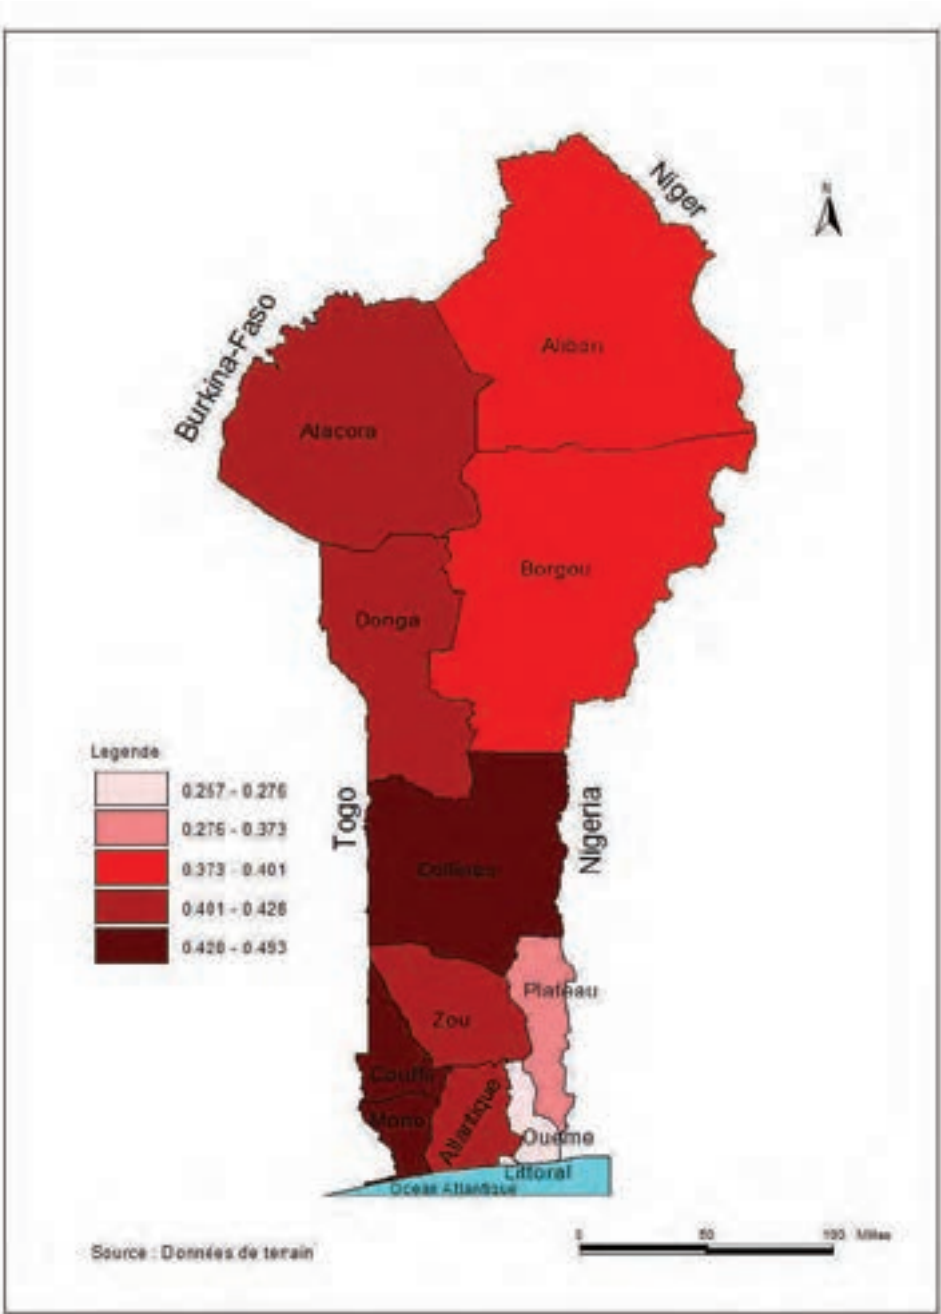 N
Niger
Burkina-Faso
Alibori
Atacora
Borgou
Donga
Legende
0.257 - 0.276
0.276 - 0.373
0.373 - 0.401
0.401 - 0.428
0.428 - 0.493
Togo
Nigeria
Collines
Plateau
Zou
Couffo
Mono
Atlantique
Oueme
Littoral
Ocean Atlantique
0 50 100 Miles
Source : Données de terrain